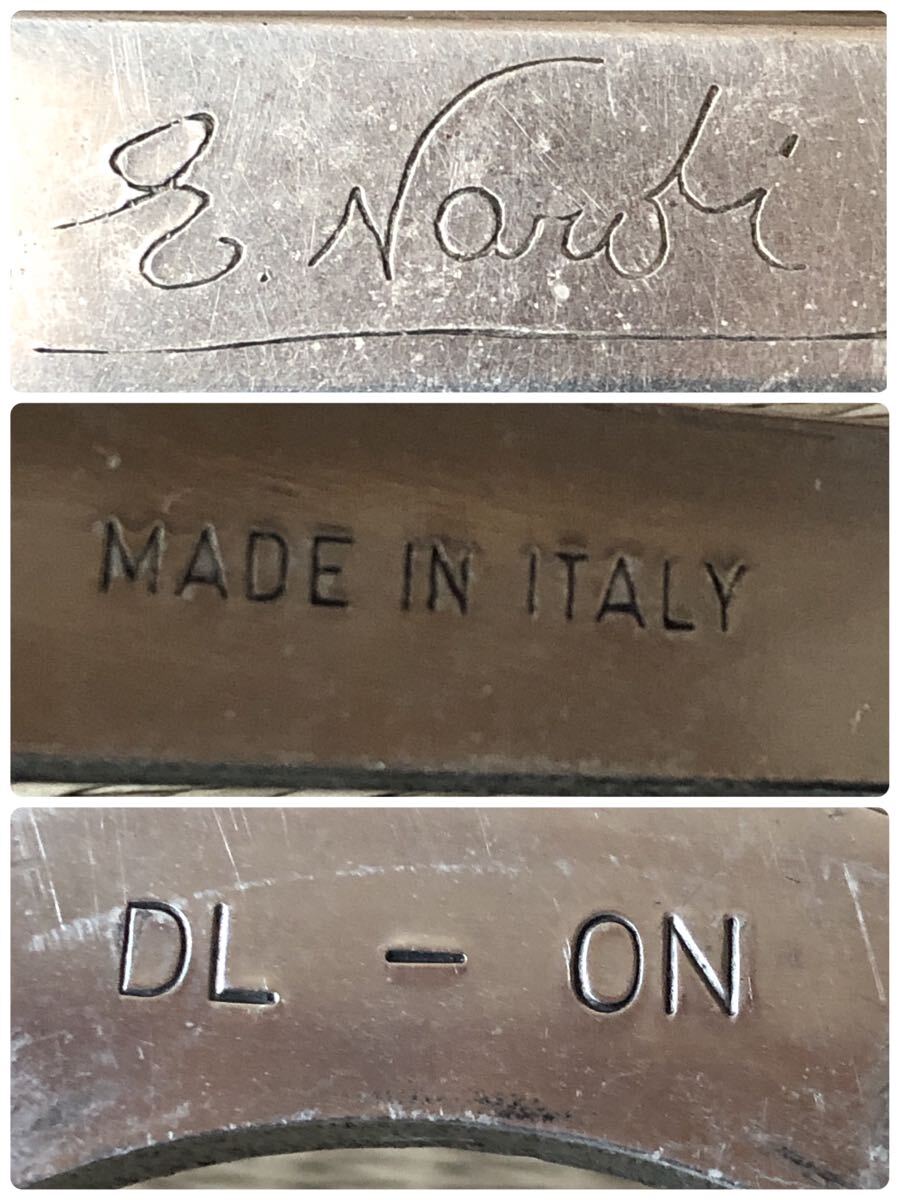 E. Nardi
MADE IN ITALY
DL - ON